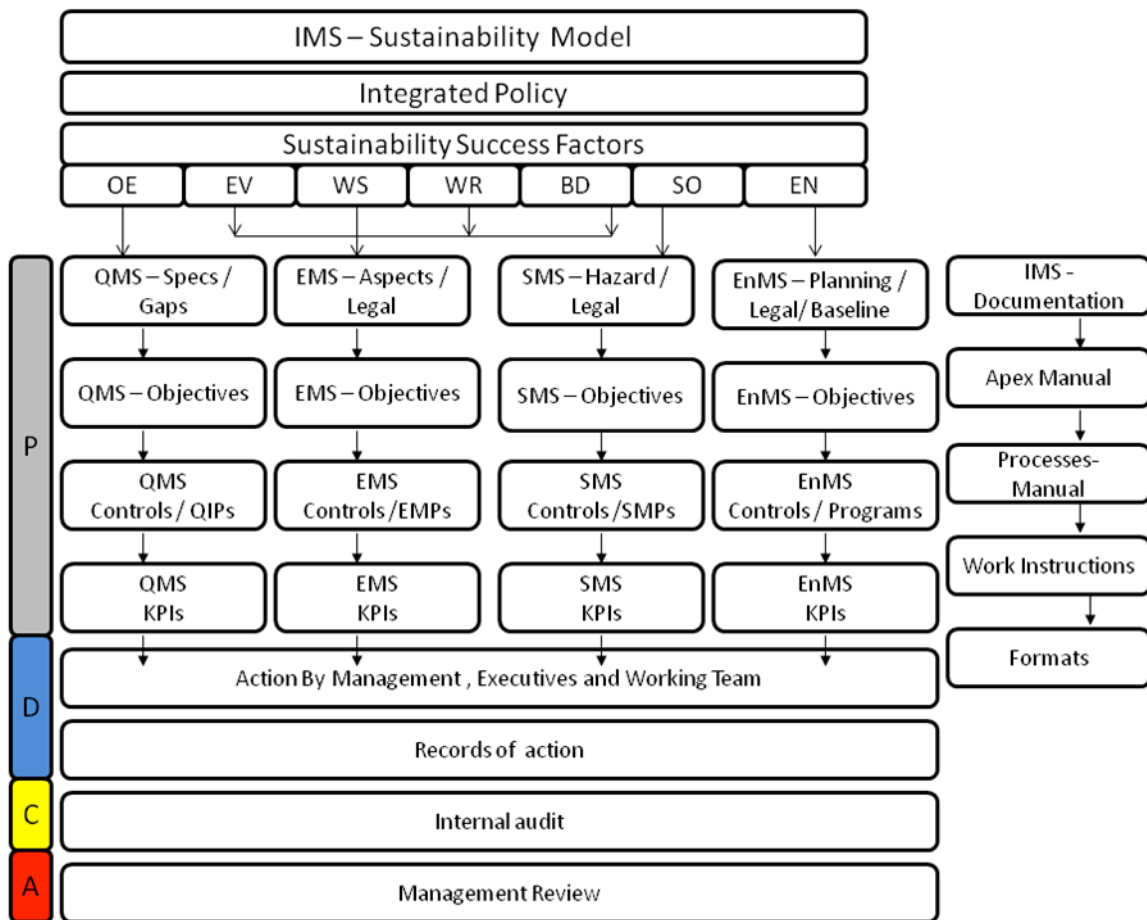 IMS – Sustainability Model
Integrated Policy
Sustainability Success Factors
OE
EV
WS
WR
BD
SO
EN
P
QMS – Specs /
Gaps
EMS – Aspects /
Legal
SMS – Hazard /
Legal
EnMS – Planning /
Legal/ Baseline
QMS – Objectives
EMS – Objectives
SMS – Objectives
EnMS – Objectives
QMS
Controls / QIPs
EMS
Controls /EMPs
SMS
Controls /SMPs
EnMS
Controls / Programs
QMS
KPIs
EMS
KPIs
SMS
KPIs
EnMS
KPIs
IMS -
Documentation
Apex Manual
Processes-
Manual
Work Instructions
Formats
D
Action By Management , Executives and Working Team
Records of action
C
Internal audit
A
Management Review